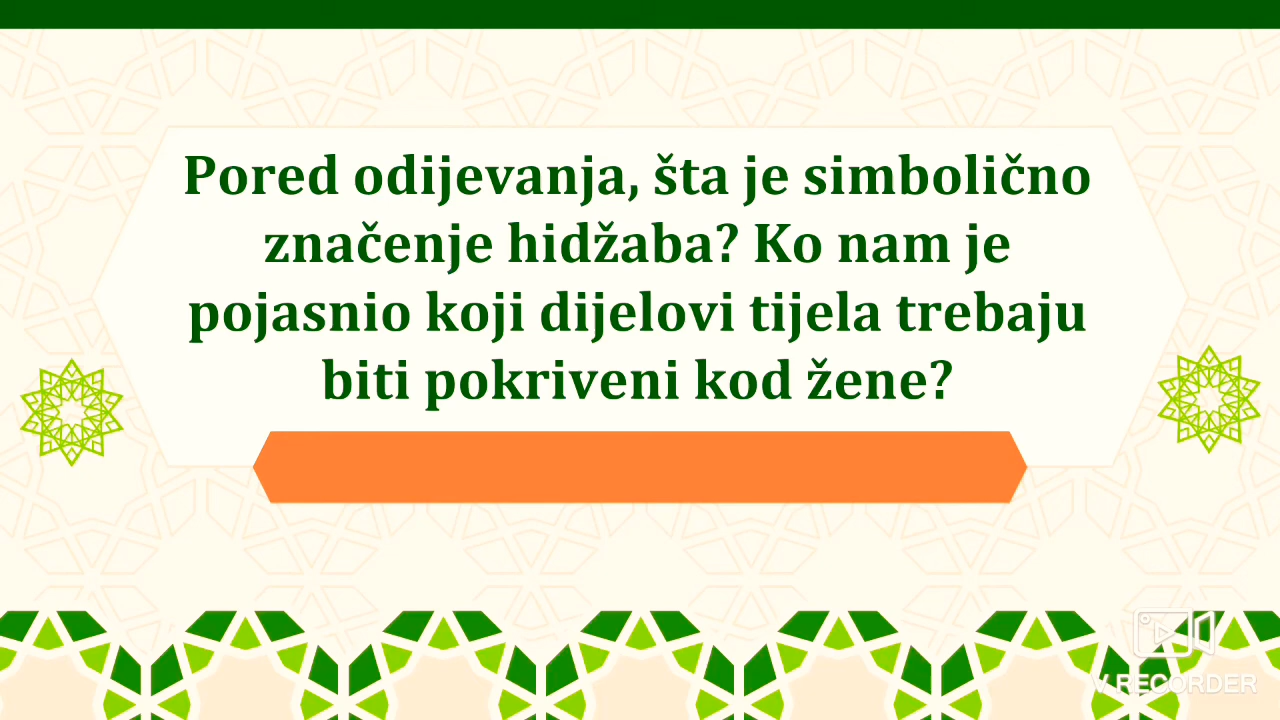 Pored odijevanja, šta je simbolično
značenje hidžaba? Ko nam je
pojasnio koji dijelovi tijela trebaju
biti pokriveni kod žene?
V RECORDER